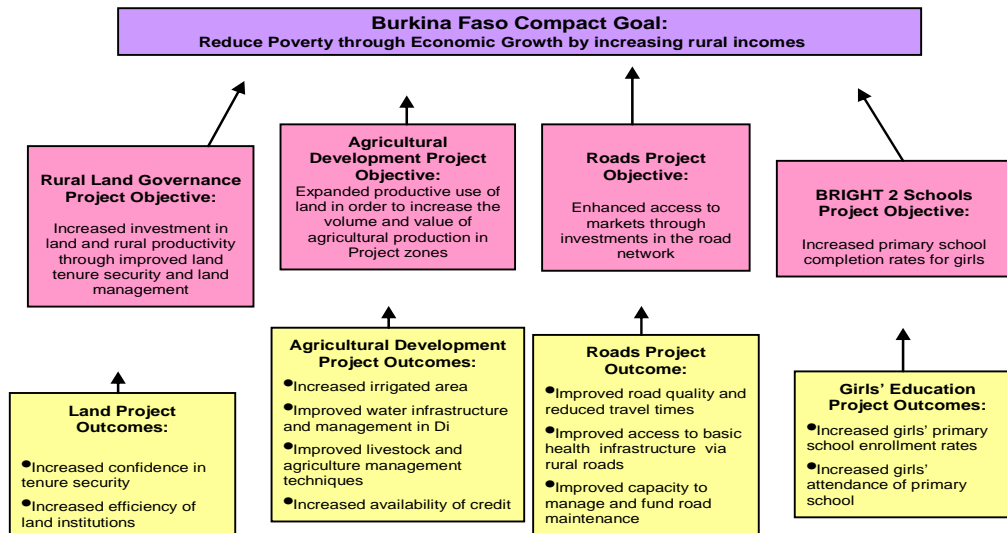 Burkina Faso Compact Goal:
Reduce Poverty through Economic Growth by increasing rural incomes
Rural Land Governance
Project Objective:
Increased investment in
land and rural productivity
through improved land
tenure security and land
management
Agricultural
Development Project
Objective:
Expanded productive use of
land in order to increase the
volume and value of
agricultural production in
Project zones
Roads Project
Objective:
Enhanced access to
markets through
investments in the road
network
BRIGHT 2 Schools
Project Objective:
Increased primary school
completion rates for girls
Land Project
Outcomes:
●Increased confidence in
tenure security
●Increased efficiency of
land institutions
Agricultural Development
Project Outcomes:
●Increased irrigated area
●Improved water infrastructure
and management in Di
●Improved livestock and
agriculture management
techniques
●Increased availability of credit
Roads Project
Outcome:
●Improved road quality and
reduced travel times
●Improved access to basic
health infrastructure via
rural roads
●Improved capacity to
manage and fund road
maintenance
Girls' Education
Project Outcomes:
●Increased girls' primary
school enrollment rates
●Increased girls'
attendance of primary
school